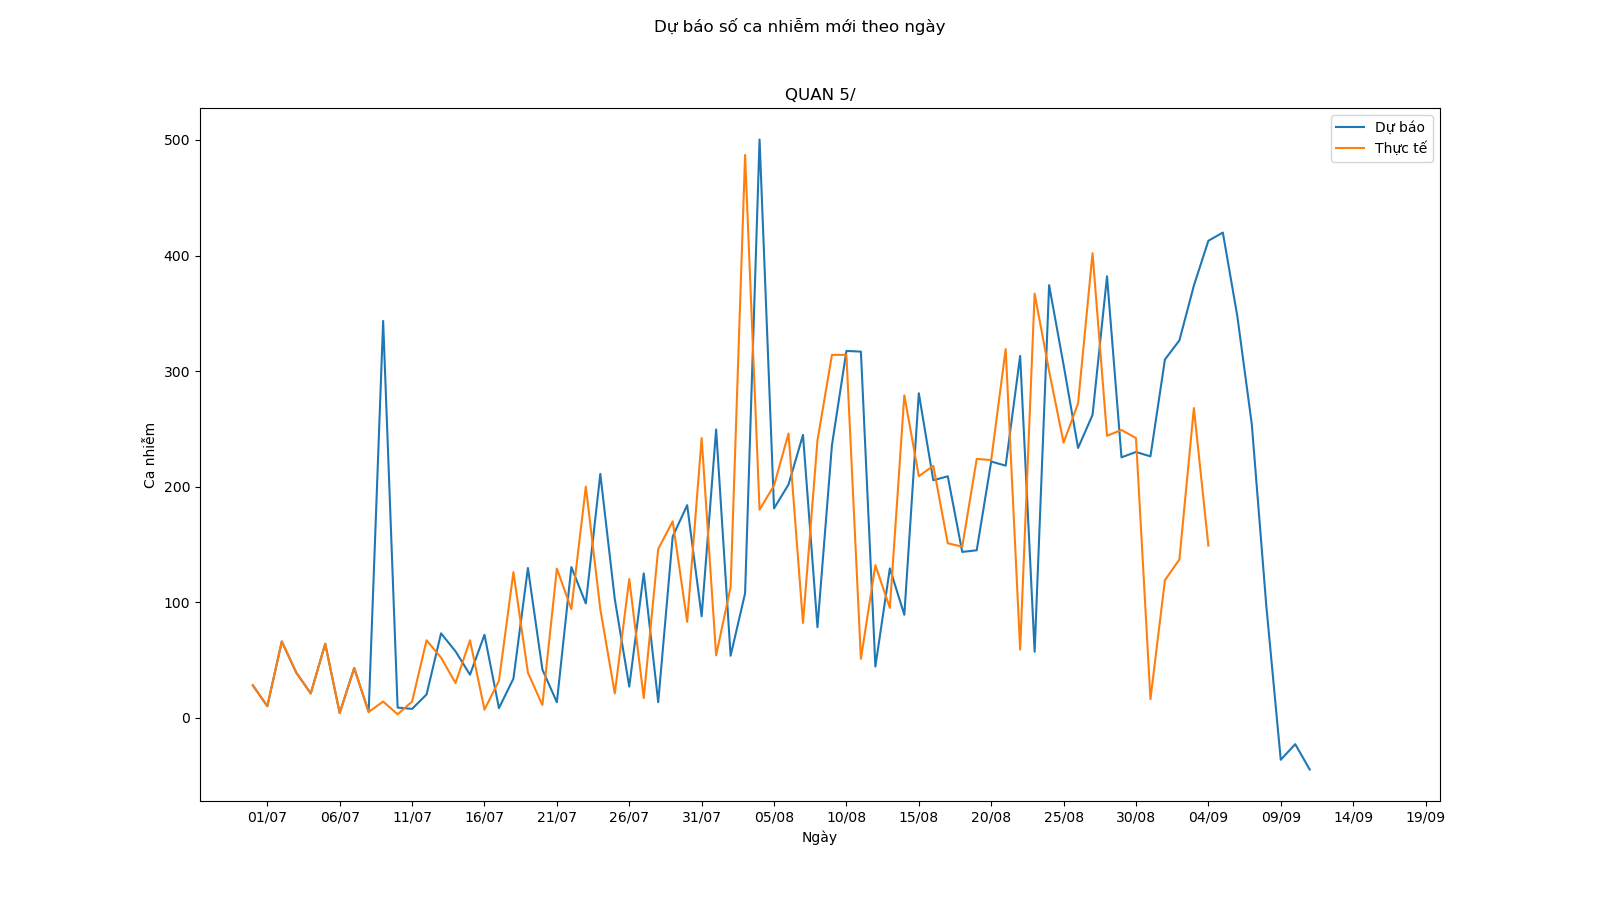 Dự báo số ca nhiễm mới theo ngày
QUAN 5/
Dự báo
Thực tế
500
400
300
200
100
0
Ca nhiễm
01/07 06/07 11/07 16/07 21/07 26/07 31/07 05/08 10/08 15/08 20/08 25/08 30/08 04/09 09/09 14/09 19/09
Ngày